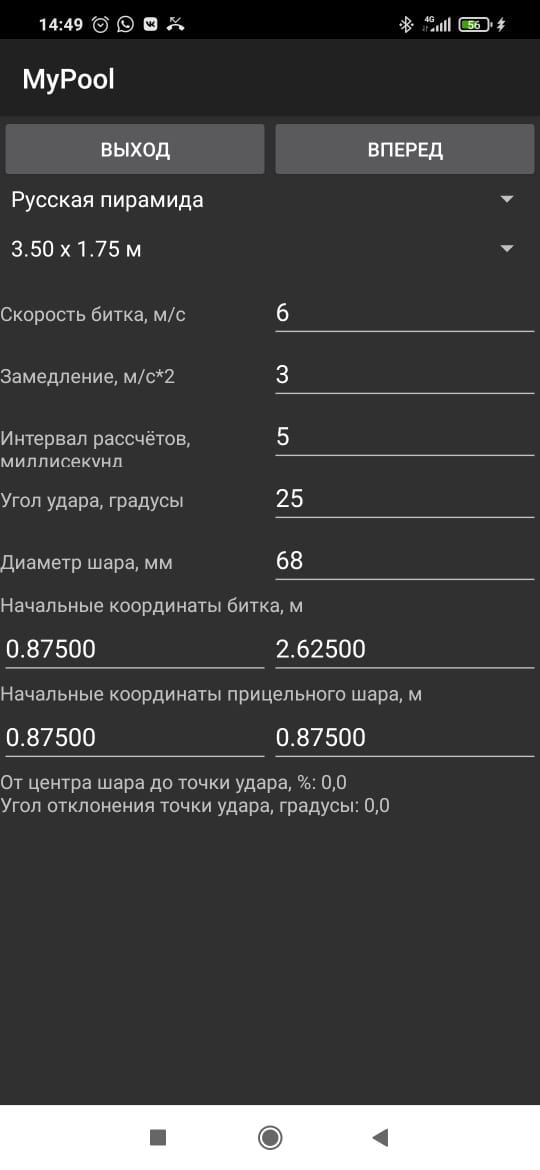 14:49
4G
56
MyPool
ВЫХОД ВПЕРЕД
Русская пирамида
3.50 x 1.75 м
Скорость битка, м/с 6
Замедление, м/с*2 3
Интервал рассчётов, 5
миллисекунд
Угол удара, градусы 25
Диаметр шара, мм 68
Начальные координаты битка, м
0.87500 2.62500
Начальные координаты прицельного шара, м
0.87500 0.87500
От центра шара до точки удара, %: 0,0
Угол отклонения точки удара, градусы: 0,0